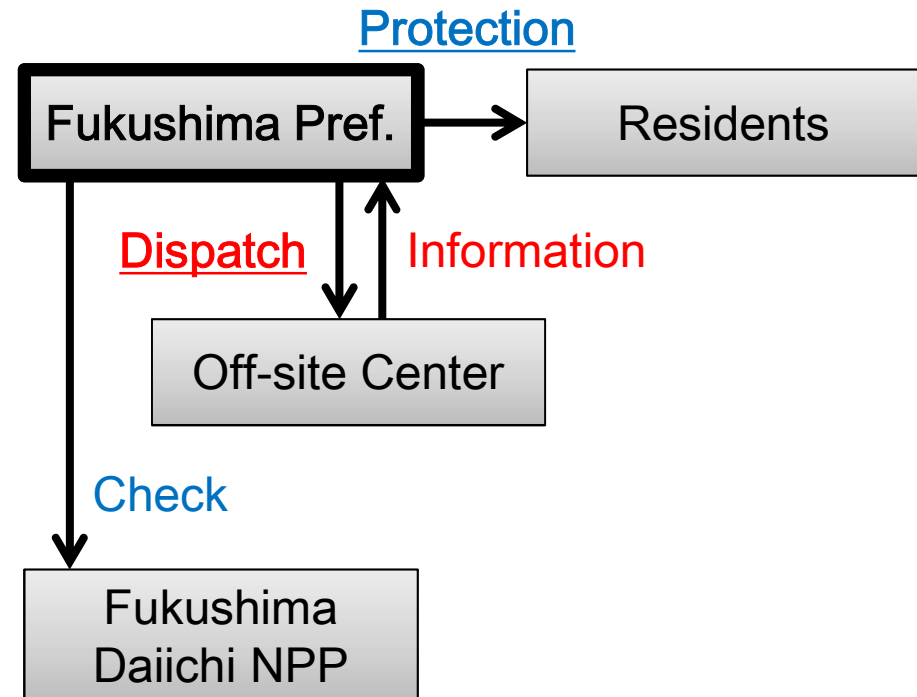 Protection
Fukushima Pref.
Residents
Dispatch
Information
Off-site Center
Check
Fukushima
Daiichi NPP